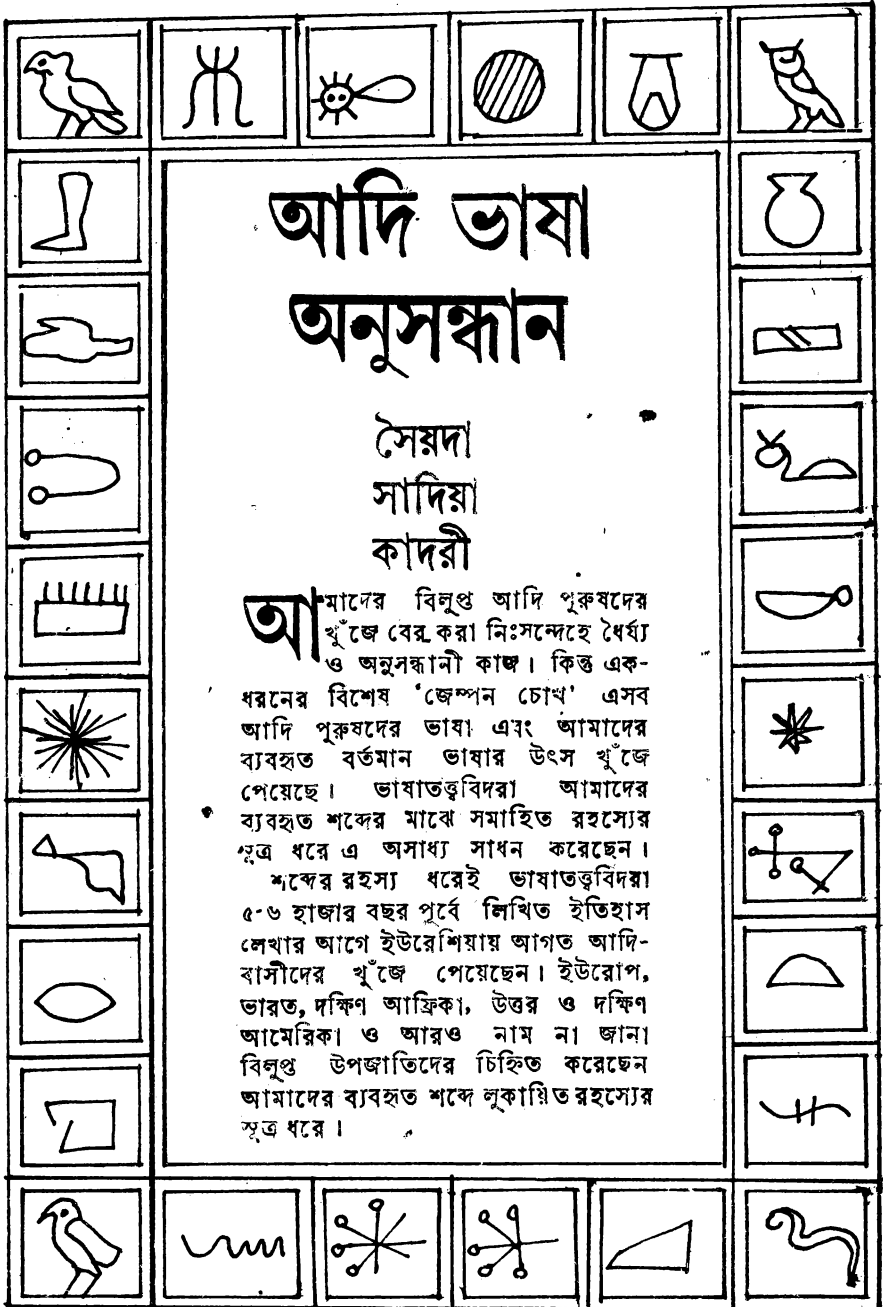 আদি ভাষা
অনুসন্ধান
সৈয়দা
সাদিয়া
কাদরী
আমাদের বিলুপ্ত আদি পুরুষদের
খুঁজে বের করা নিঃসন্দেহে ধৈর্য্য
ও অনুসন্ধানী কাজ। কিন্তু এক-
ধরনের বিশেষ 'জেম্পন চোখ' এসব
আদি পুরুষদের ভাষা এবং আমাদের
ব্যবহৃত বর্তমান ভাষার উৎস খুঁজে
পেয়েছে। ভাষাতত্ত্ববিদরা আমাদের
ব্যবহৃত শব্দের মাঝে সমাহিত রহস্যের
সূত্র ধরে এ অসাধ্য সাধন করেছেন।
শব্দের রহস্য ধরেই ভাষাতত্ত্ববিদরা
৫-৬ হাজার বছর পূর্বে লিখিত ইতিহাস
লেখার আগে ইউরেশিয়ায় আগত আদি-
বাসীদের খুঁজে পেয়েছেন। ইউরোপ,
ভারত, দক্ষিণ আফ্রিকা, উত্তর ও দক্ষিণ
আমেরিকা ও আরও নাম না জানা
বিলুপ্ত উপজাতিদের চিহ্নিত করেছেন
আমাদের ব্যবহৃত শব্দে লুকায়িত রহস্যের
সূত্র ধরে।